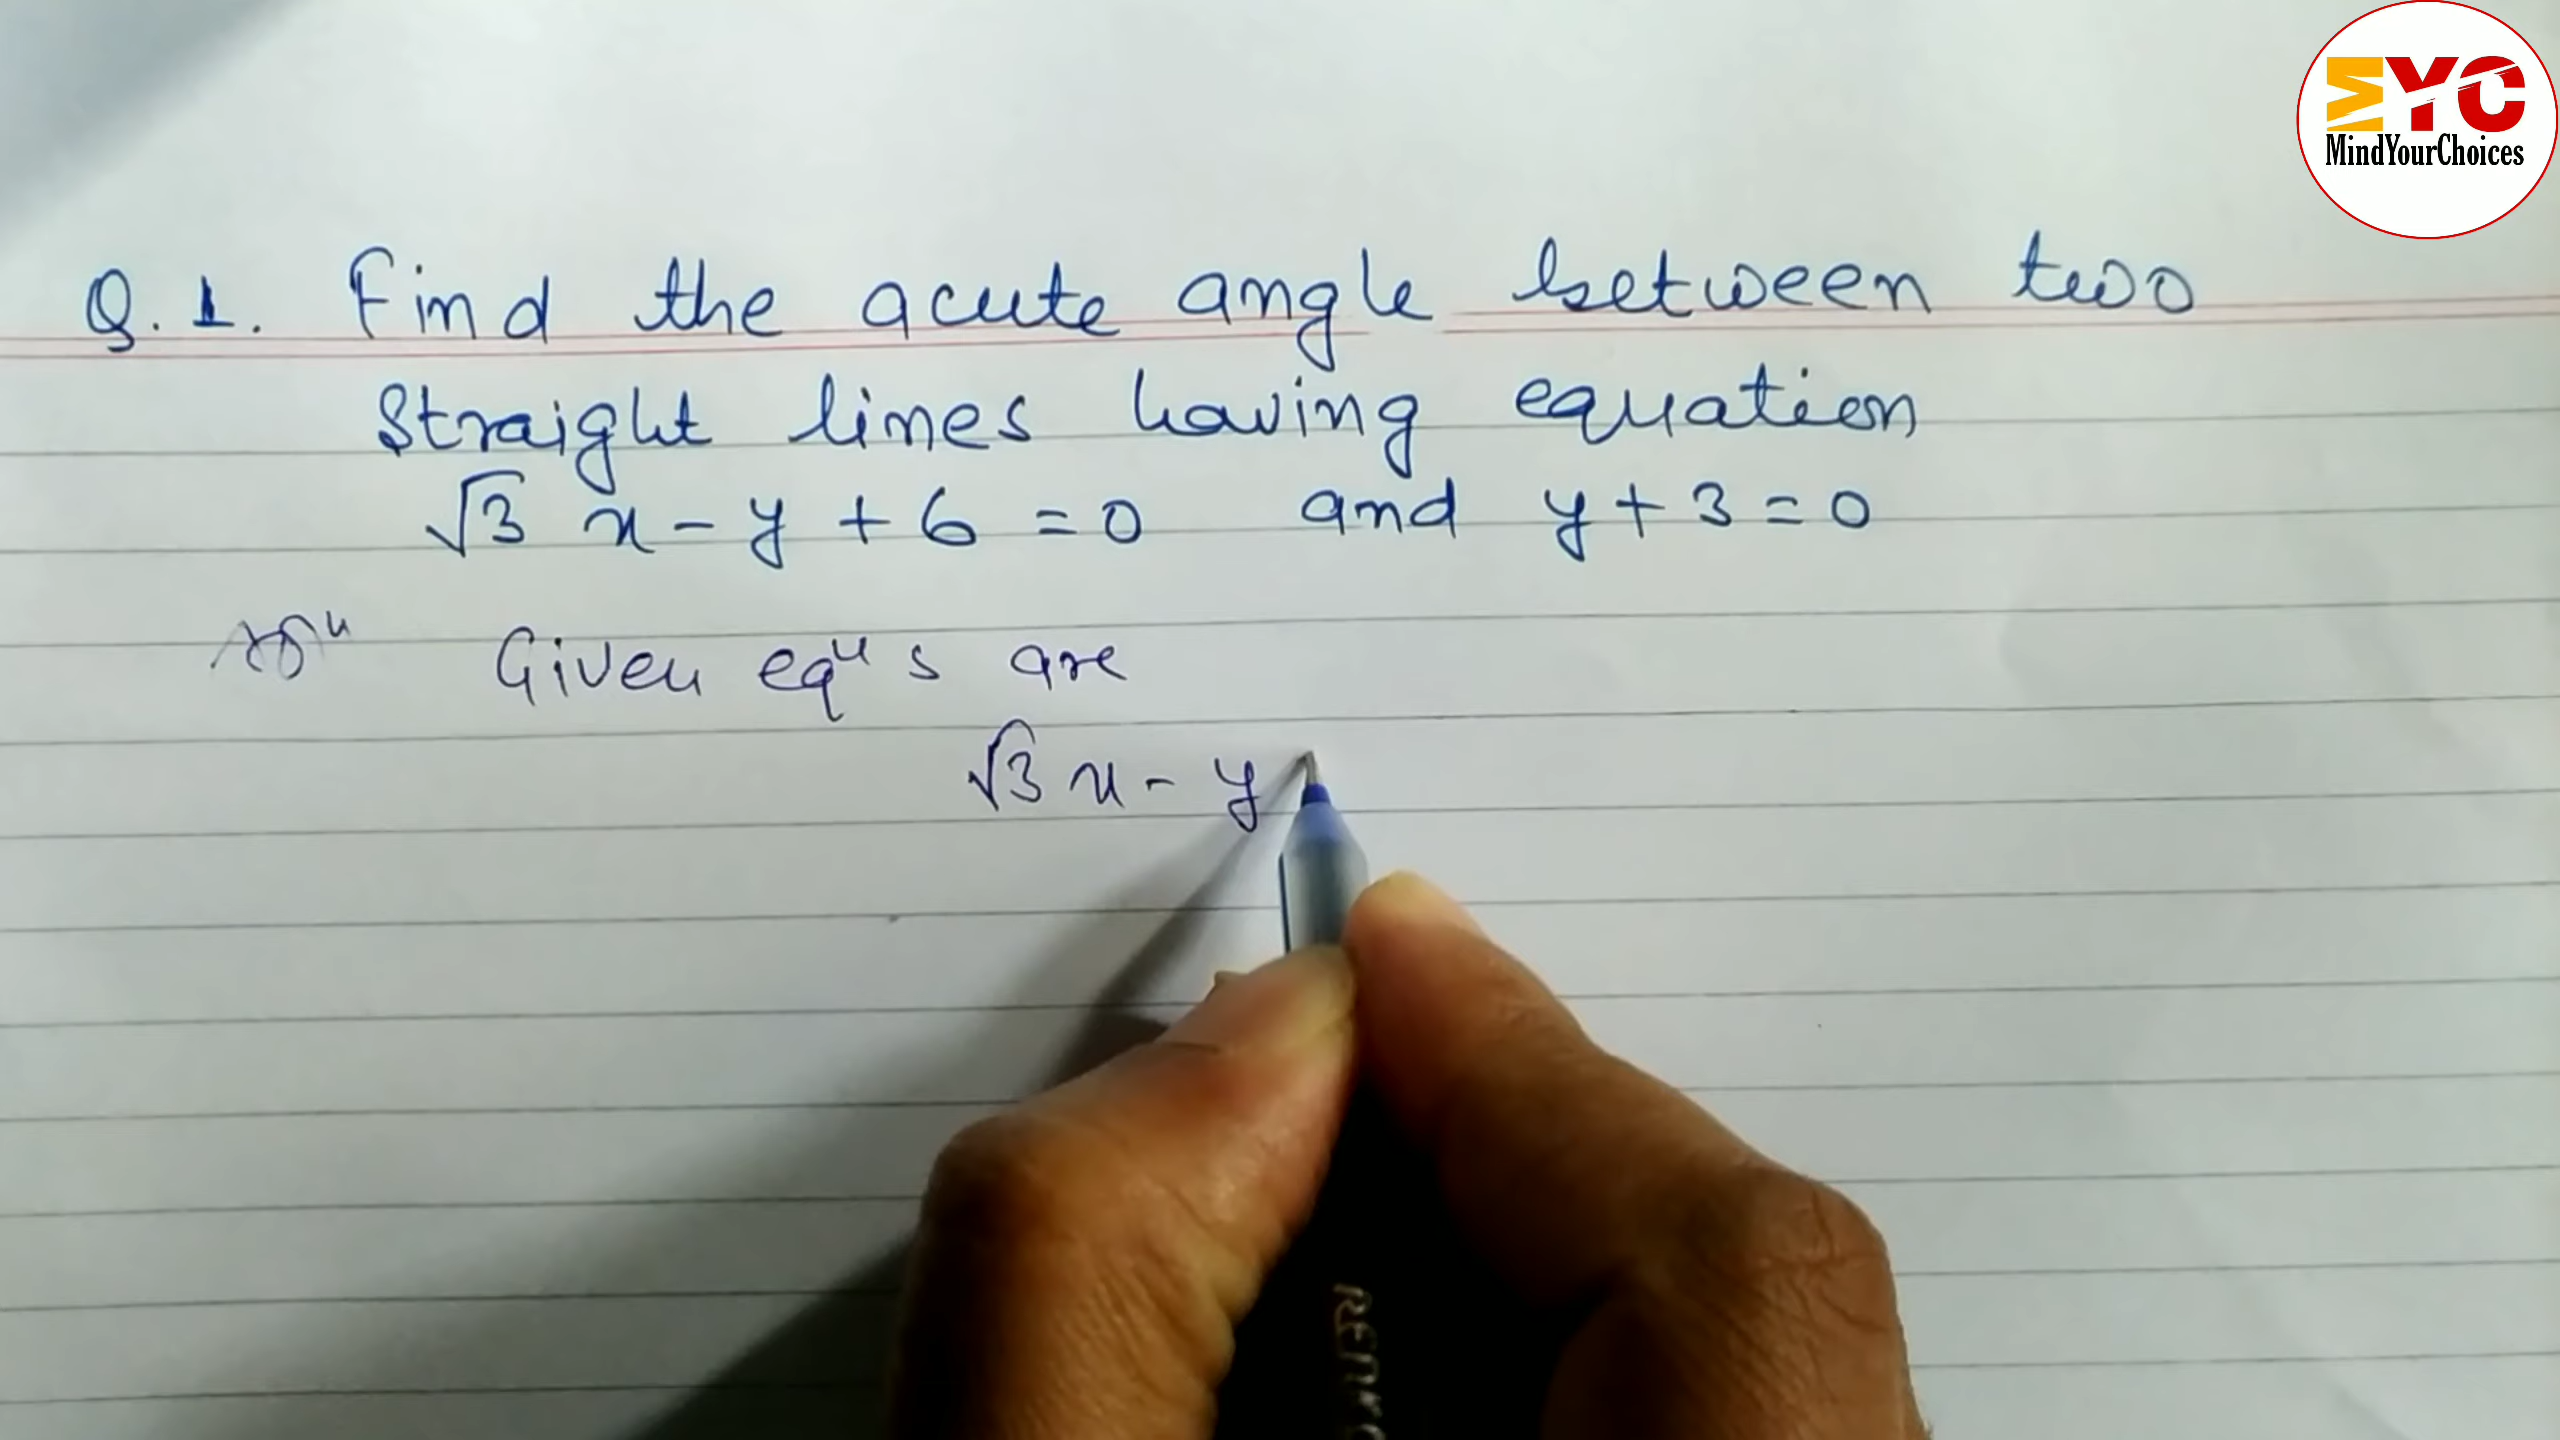 MYC
MindYourChoices
Q. 1. Find the acute angle between two
Straight lines having equation
√3 x - y + 6 = 0 and y + 3 = 0
Solⁿ Given eqⁿs are
√3 x - y